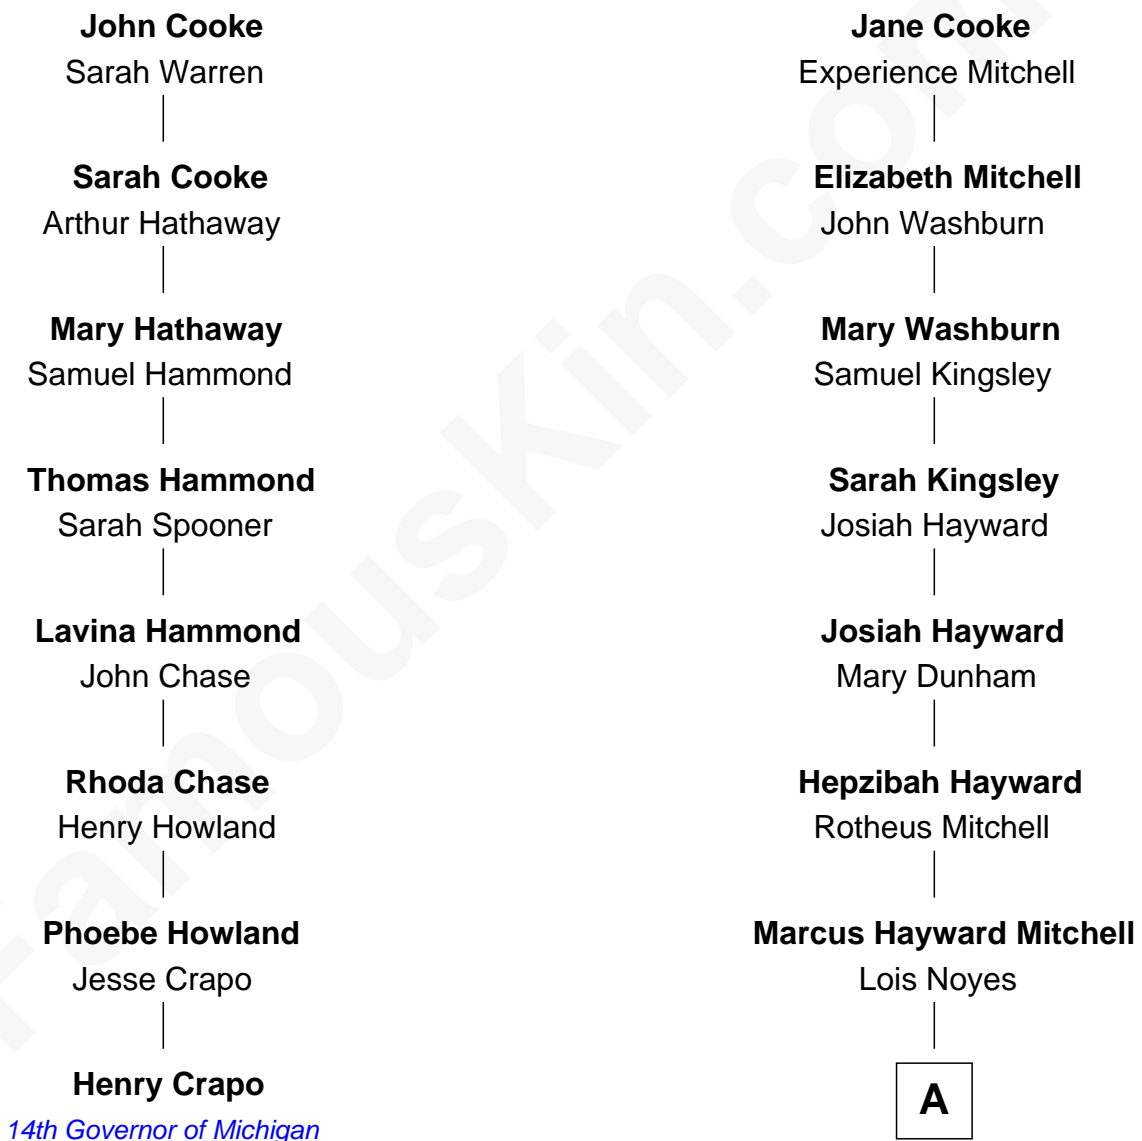 John Cooke
Sarah Warren
Sarah Cooke
Arthur Hathaway
Mary Hathaway
Samuel Hammond
Thomas Hammond
Sarah Spooner
Lavina Hammond
John Chase
Rhoda Chase
Henry Howland
Phoebe Howland
Jesse Crapo
Henry Crapo
14th Governor of Michigan
Jane Cooke
Experience Mitchell
Elizabeth Mitchell
John Washburn
Mary Washburn
Samuel Kingsley
Sarah Kingsley
Josiah Hayward
Josiah Hayward
Mary Dunham
Hepzibah Hayward
Rotheus Mitchell
Marcus Hayward Mitchell
Lois Noyes
A
FamousKin.com